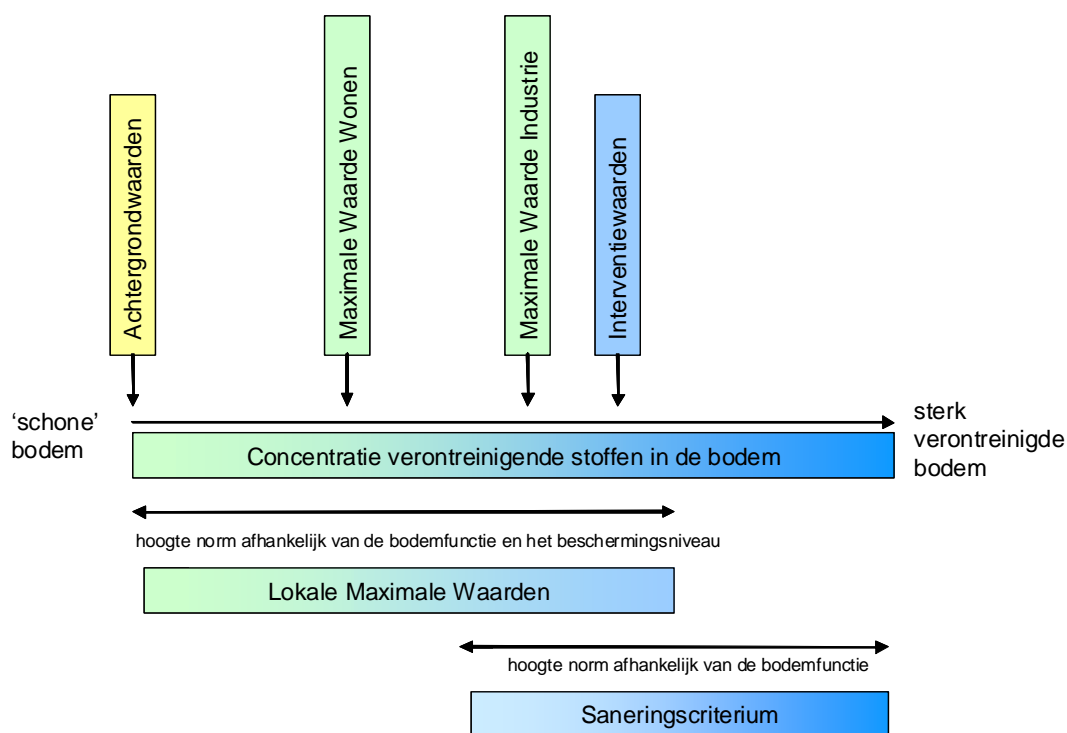 Achtergrondwaarden
Maximale Waarde Wonen
Maximale Waarde Industrie
Interventiewaarden
‘schone’
bodem
sterk
verontreinigde
bodem
Concentratie verontreinigende stoffen in de bodem
hoogte norm afhankelijk van de bodemfunctie en het beschermingsniveau
Lokale Maximale Waarden
hoogte norm afhankelijk van de bodemfunctie
Saneringscriterium